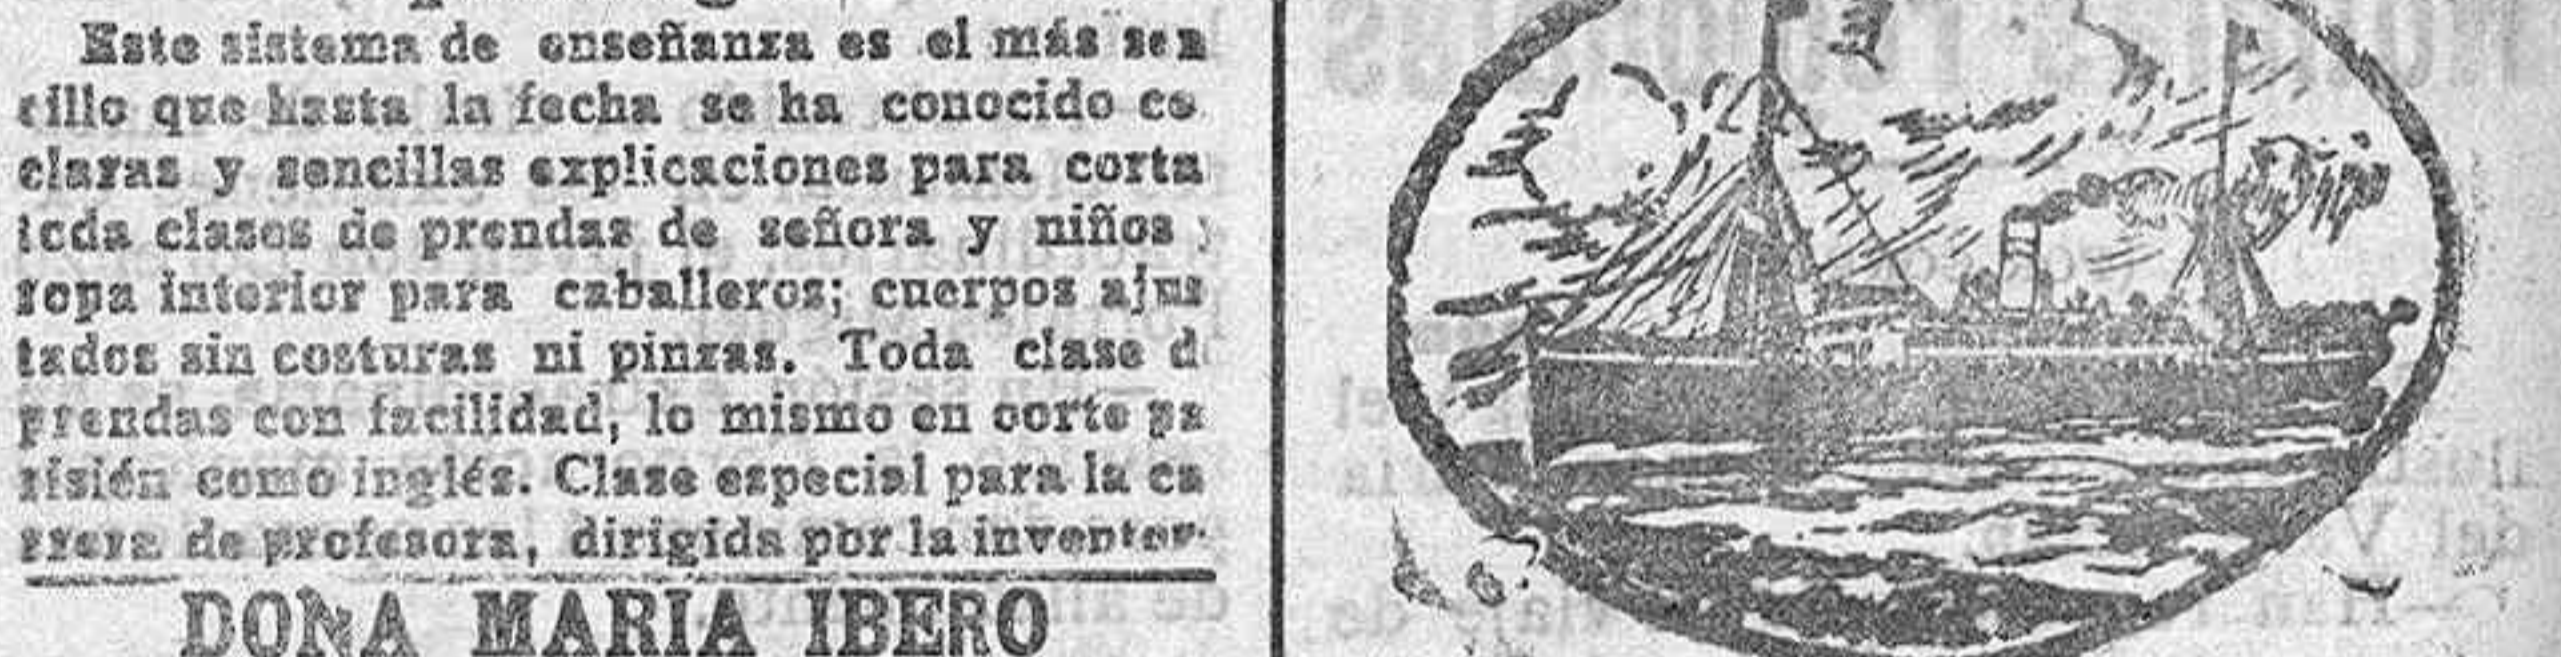 Este sistema de enseñanza es el más sen
cillo que hasta la fecha se ha conocido co
claras y sencillas explicaciones para corta
toda clases de prendas de señora y niños y
ropa interior para caballeros; cuerpos ajus
tados sin costuras ni pinzas. Toda clase d
prendas con facilidad, lo mismo en corte pa
risién como inglés. Clase especial para la ca
rrera de profesora, dirigida por la inventor
DOÑA MARIA IBERO